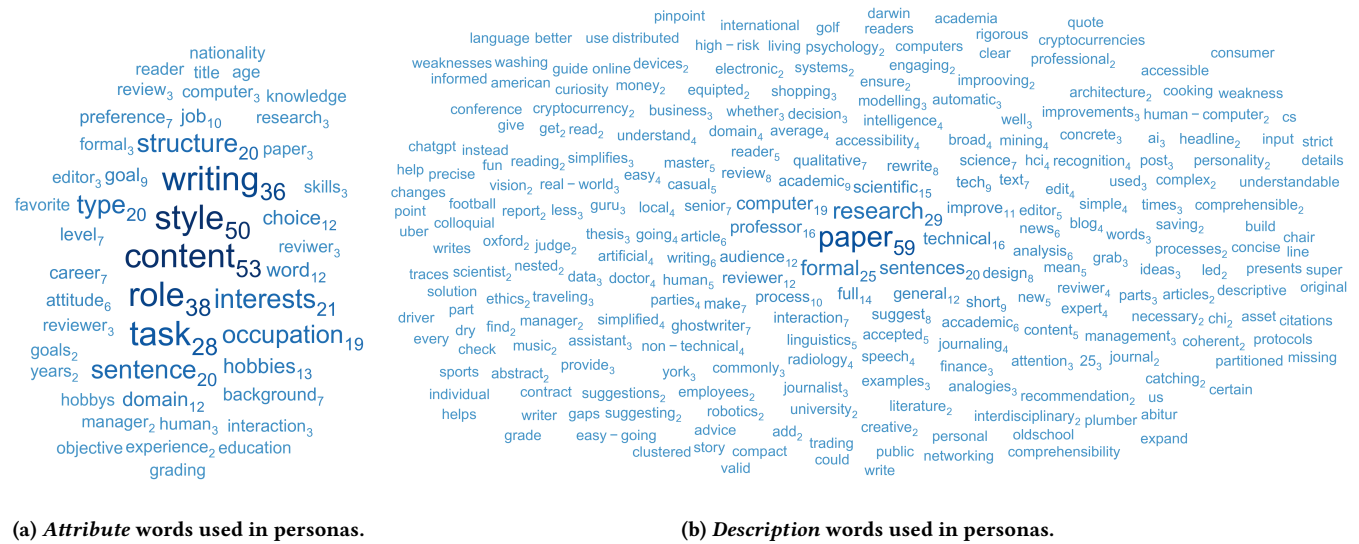 nationality
reader title age
review3 computer3 knowledge
preference7 job10 research3
formal3 structure20 paper3
editor3 goal9 writing36 skills3
favorite type20 style50 choice12
level7 content53 reviwer3
career7 word12
attitude6 role38 interests21
reviewer3 task28 occupation19
goals2
years2 sentence20 hobbies13
hobbys domain12 background7
manager2 human3 interaction3
objective experience2 education
grading
(a) Attribute words used in personas.
pinpoint international golf darwin readers academia quote
language better use distributed high–risk living psychology2 computers rigorous clear cryptocurrencies
weaknesses washing guide online devices2 electronic2 systems2 engaging2 professional2 consumer
informed american curiosity money2 equipted2 shopping3 ensure2 improoving2 accessible
conference cryptocurrency2 business3 whether3 decision3 modelling3 automatic3 architecture2 cooking weakness
give get2 read2 understand4 domain4 average4 intelligence4 well3 improvements3 human–computer2 cs
chatgpt instead reader5 accessibility4 broad4 mining4 concrete3 ai3 headline2 input strict
help precise fun reading2 simplifies3 master5 review8 qualitative7 rewrite8 science7 hci4 recognition4 post3 personality2 details
changes vision2 real–world3 easy4 casual5 academic9 scientific15 tech9 text7 edit4 used3 complex2 understandable
point football report2 less3 guru3 local4 senior7 computer19 research29 improve11 editor5 simple4 times3 comprehensible2
uber colloquial thesis3 going4 article6 professor16 paper59 technical16 news6 blog4 words3 saving2 build chair
writes oxford2 judge2 artificial4 writing6 audience12 analysis6 grab3 processes2 concise line
traces scientist2 nested2 data3 doctor4 human5 reviewer12 formal25 sentences20 design8 mean5 ideas3 led2 presents super
solution ethics2 traveling3 parties4 make7 process10 full14 general12 short9 new5 reviwer4 parts3 articles2 descriptive original
driver part manager2 simplified4 ghostwriter7 interaction7 suggest8 accademic6 expert4 necessary2 chi2 asset citations
every dry find2 music2 assistant3 non–technical4 linguistics5 accepted5 content5 management3 coherent2 protocols
check journaling4
sports abstract2 provide3 york3 commonly3 radiology4 speech4 finance3 attention3 253 journal2 partitioned missing
individual contract suggestions2 employees2 journalist3 examples3 analogies3 recommendation2 catching2 us certain
helps writer gaps suggesting2 robotics2 university2 literature2 interdisciplinary2 plumber abitur
grade easy–going advice add2 creative2 personal oldschool expand
clustered story compact trading public networking comprehensibility
valid could write
(b) Description words used in personas.